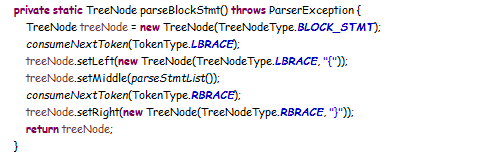 private static TreeNode parseBlockStmt() throws ParserException {
TreeNode treeNode = new TreeNode(TreeNodeType.BLOCK_STMT);
consumeNextToken(TokenType.LBRACE);
treeNode.setLeft(new TreeNode(TreeNodeType.LBRACE, "{"));
treeNode.setMiddle(parseStmtList());
consumeNextToken(TokenType.RBRACE);
treeNode.setRight(new TreeNode(TreeNodeType.RBRACE, "}"));
return treeNode;
}